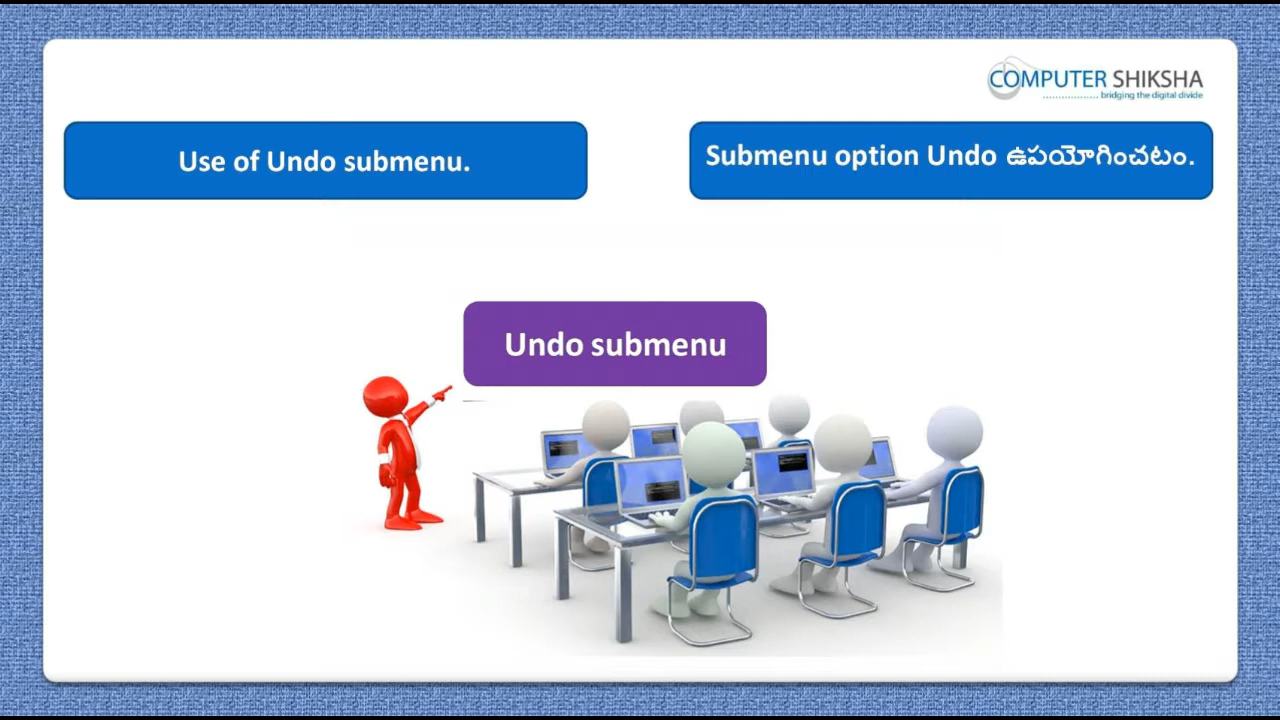 COMPUTER SHIKSHA
bridging the digital divide
Use of Undo submenu.
Submenu option Undo ఉపయోగించటం.
Undo submenu